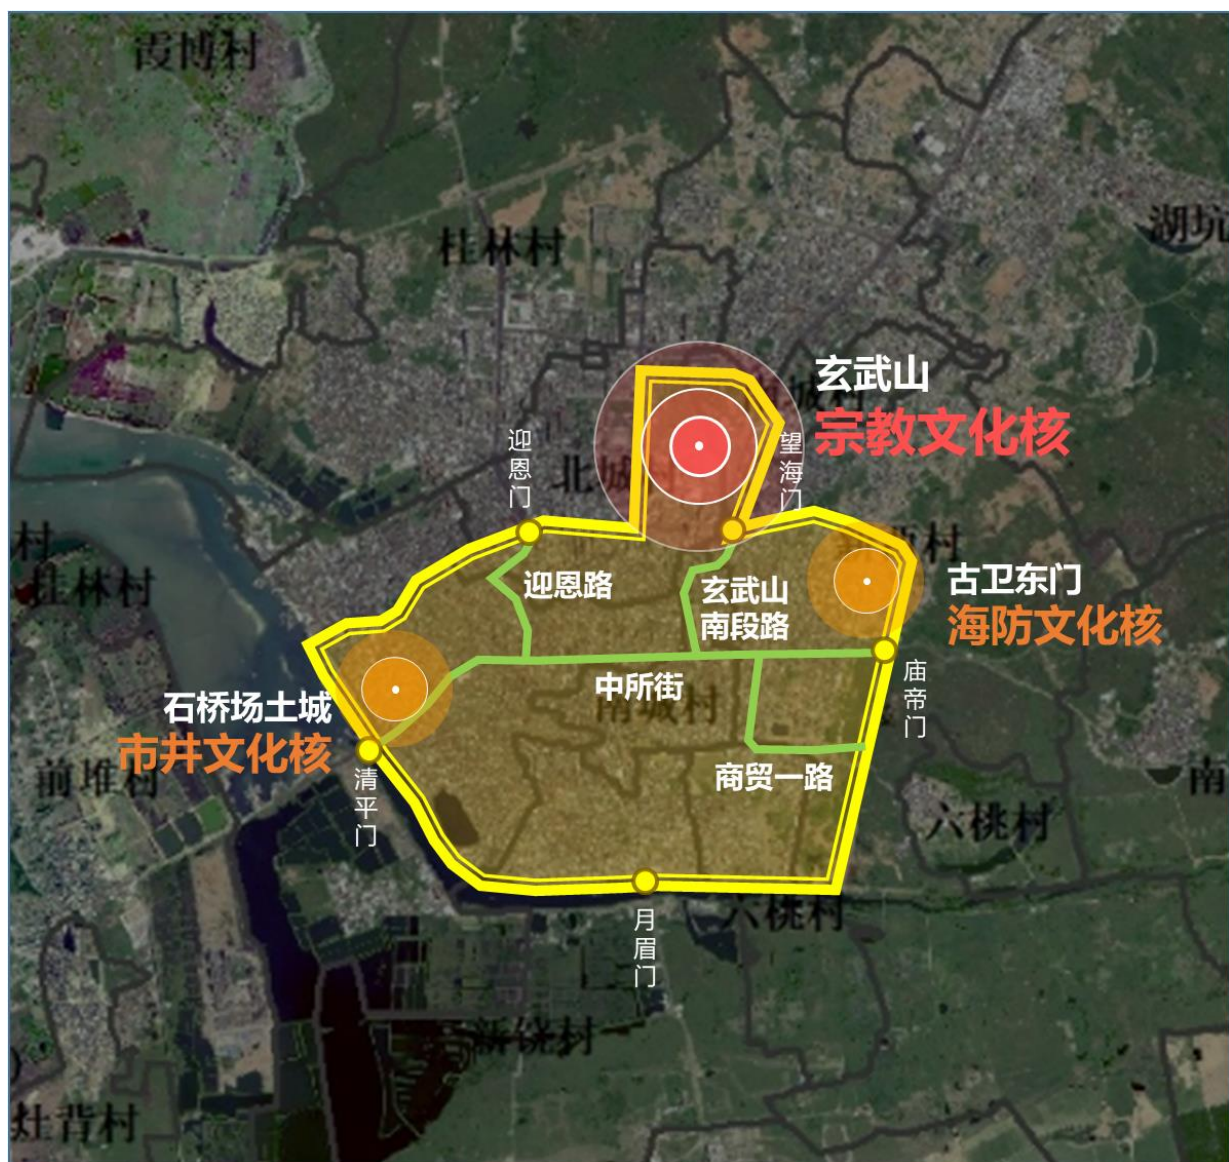 霞博村
湖坑
桂林村
玄武山
宗教文化核
迎恩门
望海门
北城
村
村
桂林村
古卫东门
海防文化核
迎恩路
玄武山
南段路
中所街
南城村
庙帝门
石桥场土城
市井文化核
前堆村
清平门
商贸一路
南
六桃村
六桃村
月眉门
新饶村
灶背村